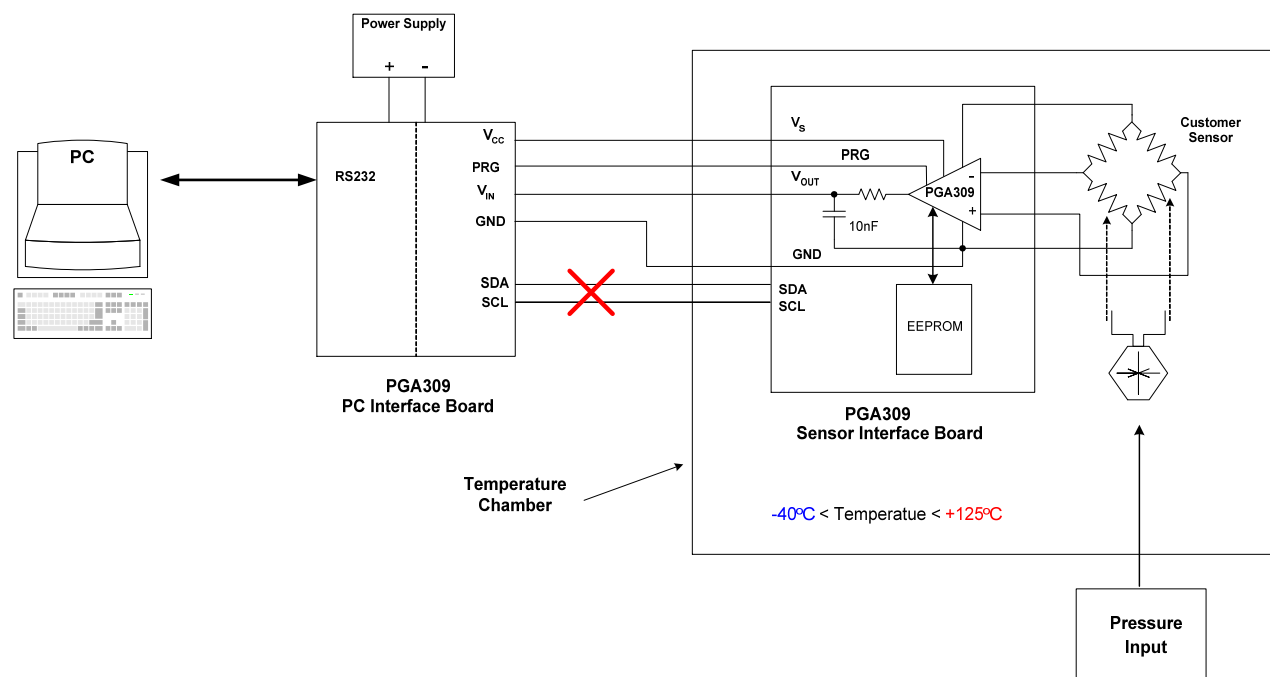 Power Supply
+ -
PC
RS232
VCC
PRG
VIN
GND
SDA
SCL
PGA309
PC Interface Board
VS
PRG
VOUT
10nF
GND
SDA
SCL
PGA309
-
+
EEPROM
PGA309
Sensor Interface Board
Customer
Sensor
Temperature
Chamber
-40ºC < Temperatue < +125ºC
Pressure
Input